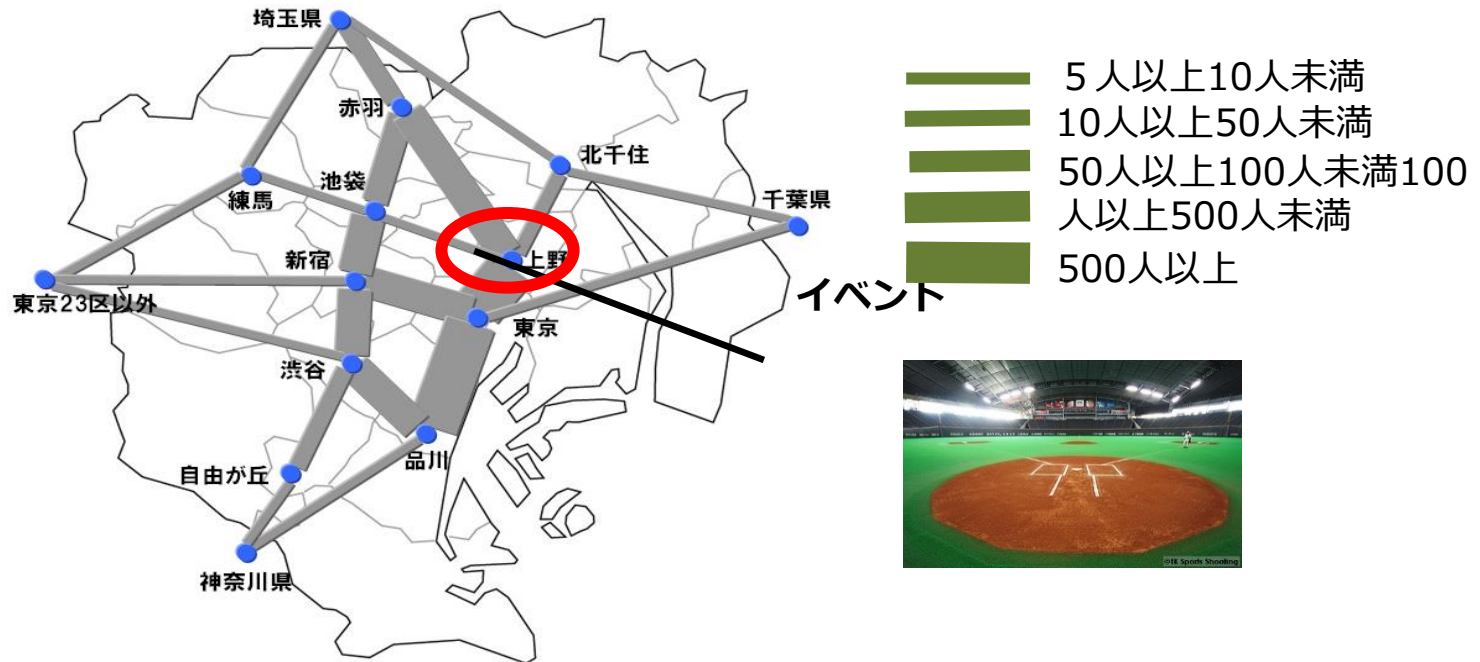 埼玉県
赤羽
北千住
池袋
練馬
千葉県
上野
新宿
東京23区以外
イベント
東京
渋谷
品川
自由が丘
神奈川県
5人以上10人未満
10人以上50人未満
50人以上100人未満100
人以上500人未満
500人以上